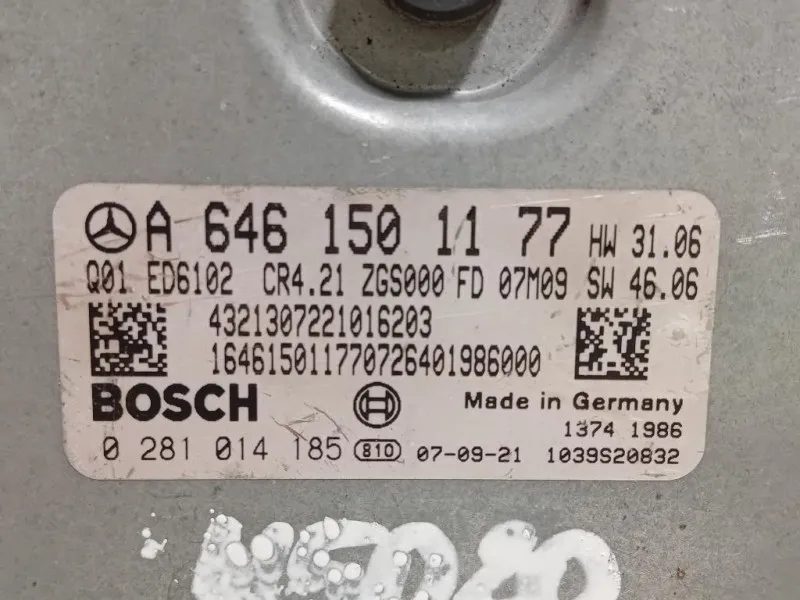 A 646 150 11 77 HW 31.06
Q01 ED6102 CR4.21 ZGS000 FD 07M09 SW 46.06
4321307221016203
164615011770726401986000
BOSCH Made in Germany
1374 1986
0 281 014 185 810 07-09-21 1039S20832